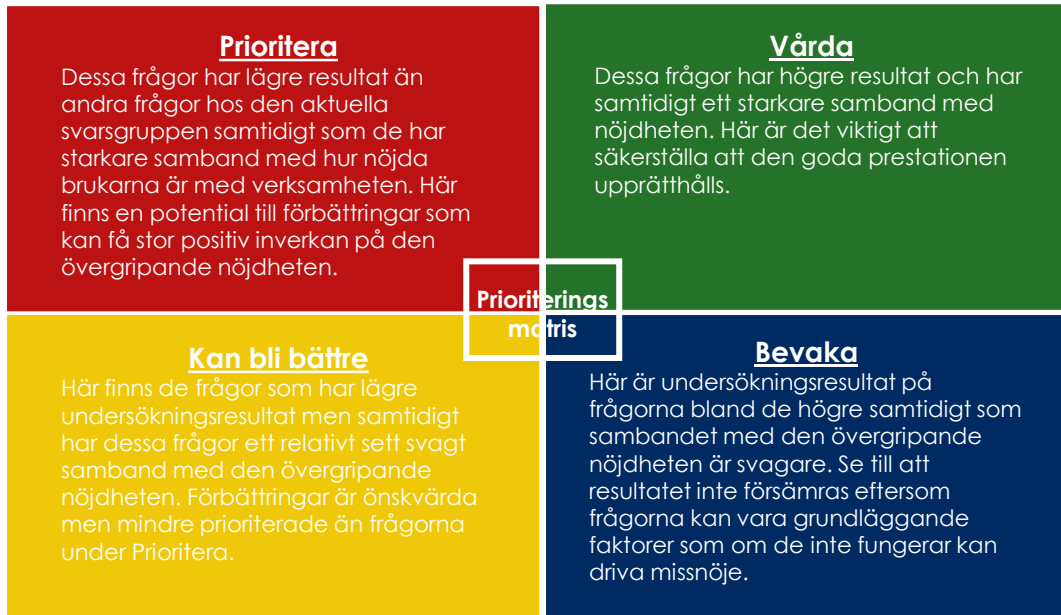 Prioritera
Dessa frågor har lägre resultat än
andra frågor hos den aktuella
svarsgruppen samtidigt som de har
starkare samband med hur nöjda
brukarna är med verksamheten. Här
finns en potential till förbättringar som
kan få stor positiv inverkan på den
övergripande nöjdheten.
Vårda
Dessa frågor har högre resultat och har
samtidigt ett starkare samband med
nöjdheten. Här är det viktigt att
säkerställa att den goda prestationen
upprätthålls.
Prioriterings
matris
Kan bli bättre
Här finns de frågor som har lägre
undersökningsresultat men samtidigt
har dessa frågor ett relativt sett svagt
samband med den övergripande
nöjdheten. Förbättringar är önskvärda
men mindre prioriterade än frågorna
under Prioritera.
Bevaka
Här är undersökningsresultat på
frågorna bland de högre samtidigt som
sambandet med den övergripande
nöjdheten är svagare. Se till att
resultatet inte försämras eftersom
frågorna kan vara grundläggande
faktorer som om de inte fungerar kan
driva missnöje.